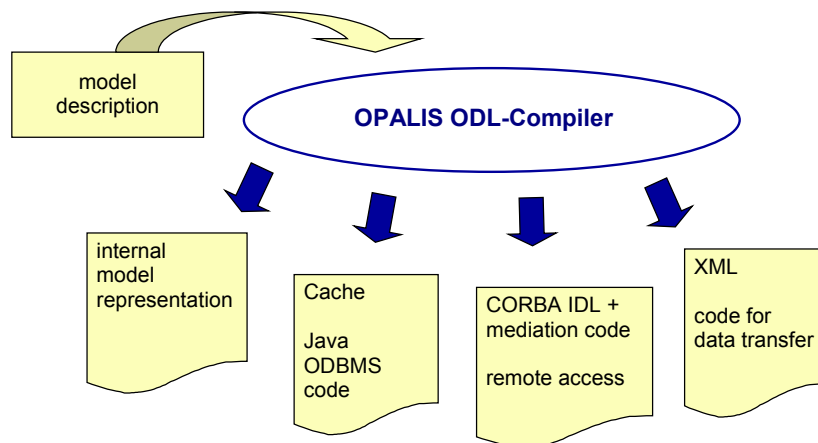 model
description
OPALIS ODL-Compiler
internal
model
representation
Cache
Java
ODBMS
code
CORBA IDL +
mediation code
remote access
XML
code for
data transfer